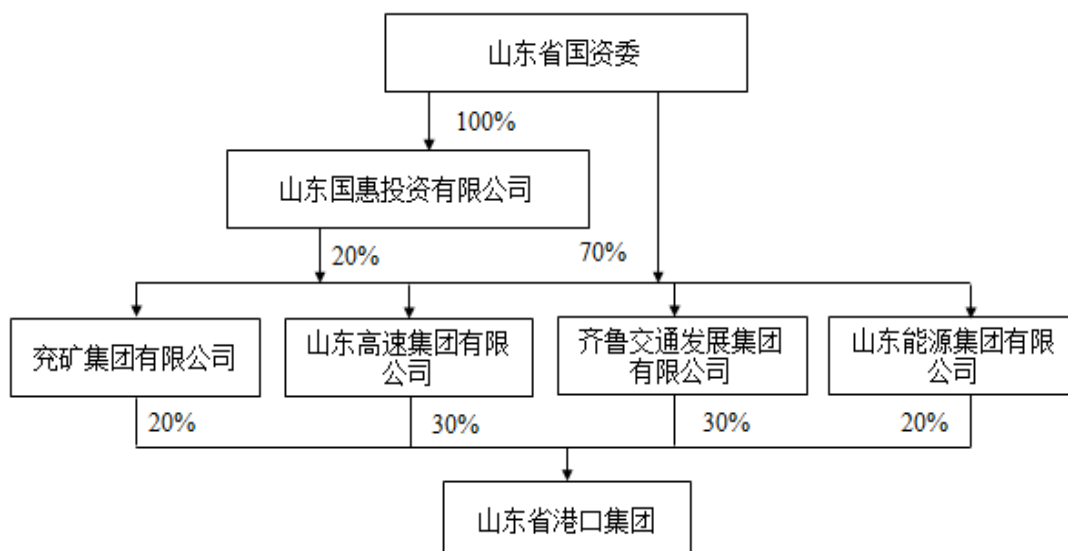 山东省国资委
100%
山东国惠投资有限公司
20%
70%
兖矿集团有限公司
山东高速集团有限
公司
齐鲁交通发展集团
有限公司
山东能源集团有限
公司
20%
30%
30%
20%
山东省港口集团